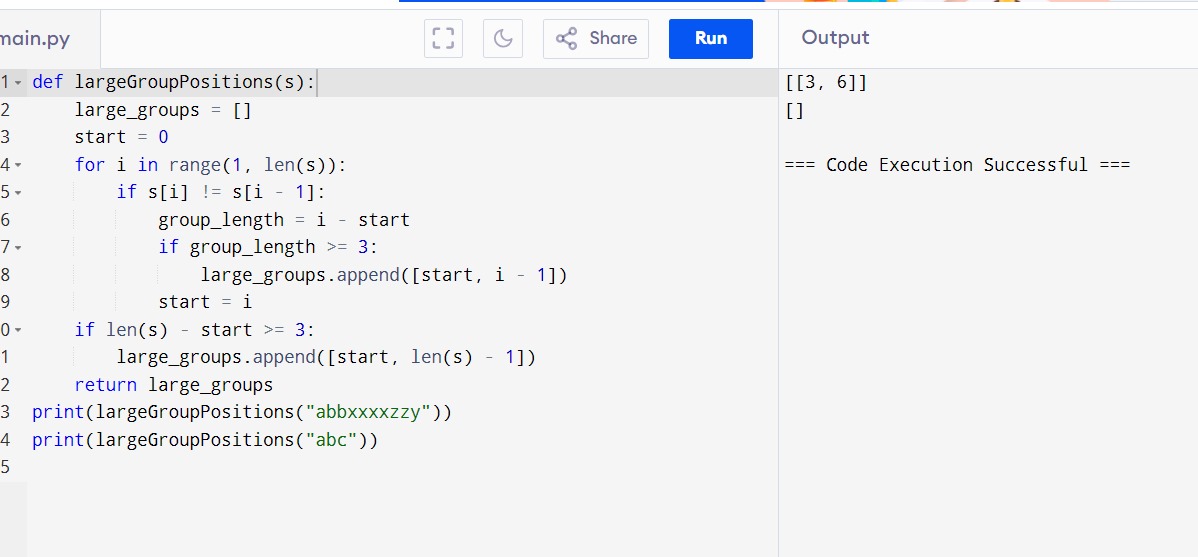 main.py
Share
Run
Output
1 def largeGroupPositions(s):
2 large_groups = []
3 start = 0
4 for i in range(1, len(s)):
5 if s[i] != s[i - 1]:
6 group_length = i - start
7 if group_length >= 3:
8 large_groups.append([start, i - 1])
9 start = i
0 if len(s) - start >= 3:
1 large_groups.append([start, len(s) - 1])
2 return large_groups
3 print(largeGroupPositions("abbxxxxzzy"))
4 print(largeGroupPositions("abc"))
5
[[3, 6]]
[]
=== Code Execution Successful ===